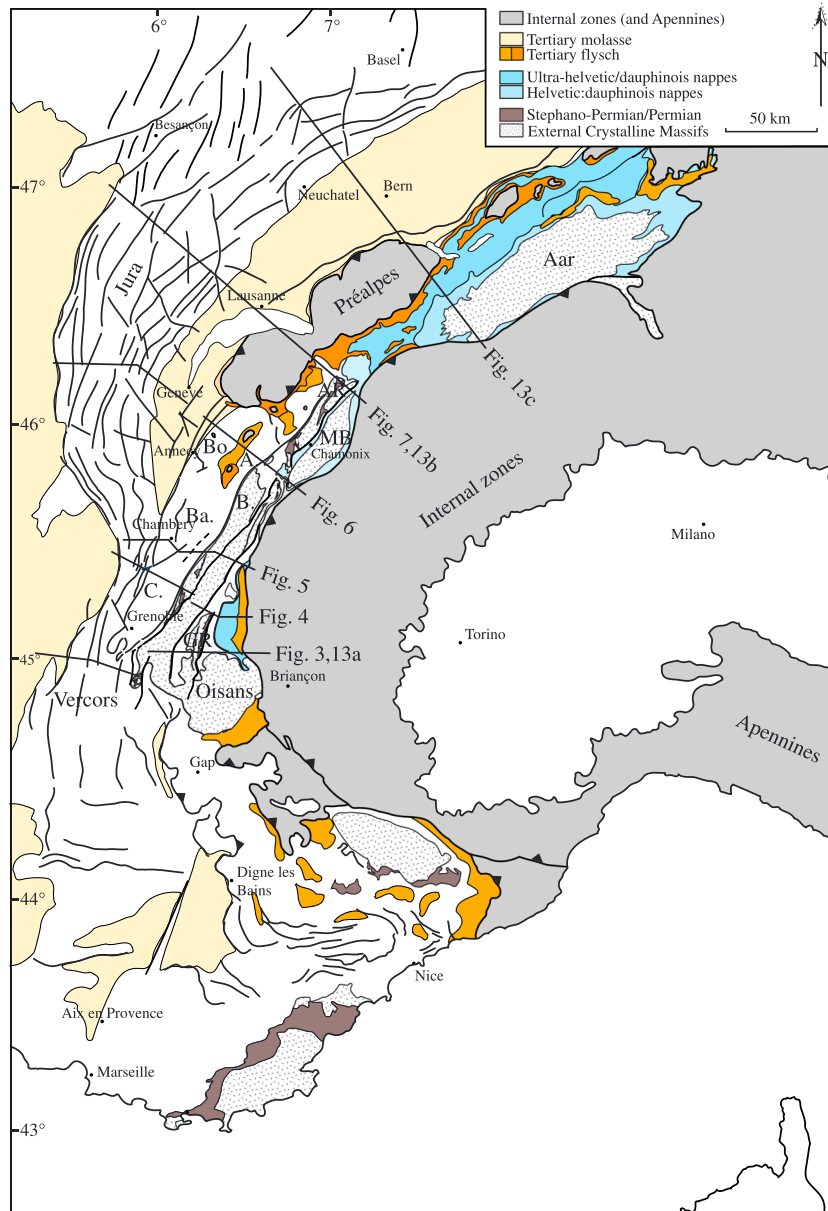 6°
7°
Internal zones (and Apennines)
Tertiary molasse
Tertiary flysch
Ultra-helvetic/dauphinois nappes
Helvetic:dauphinois nappes
Stephano-Permian/Permian
External Crystalline Massifs
N
50 km
Basel
Besançon
47°
Neuchatel
Bern
Aar
Jura
Préalpes
Lausanne
Fig. 13c
Genève
AR
46°
Fig. 7,13b
Bo
MB
Annecy
A
Chamonix
Internal zones
B
Fig. 6
Ba.
Chambery
Milano
Fig. 5
C.
Grenoble
Fig. 4
Torino
GR
45°
Fig. 3,13a
Briançon
Vercors
Oisans
Apennines
Gap
Digne les
Bains
44°
Nice
Aix en Provence
Marseille
43°